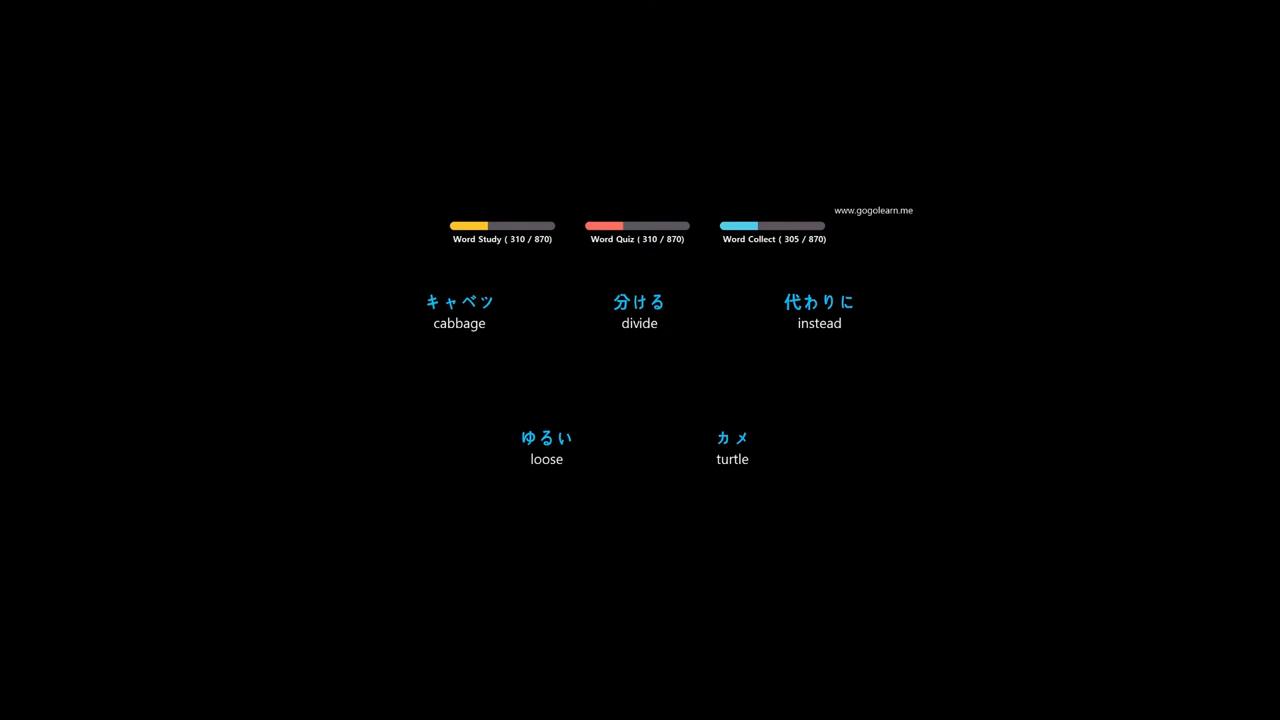 www.gogolearn.me
Word Study ( 310 / 870)
Word Quiz ( 310 / 870)
Word Collect ( 305 / 870)
キャベツ
cabbage
分ける
divide
代わりに
instead
ゆるい
loose
カメ
turtle